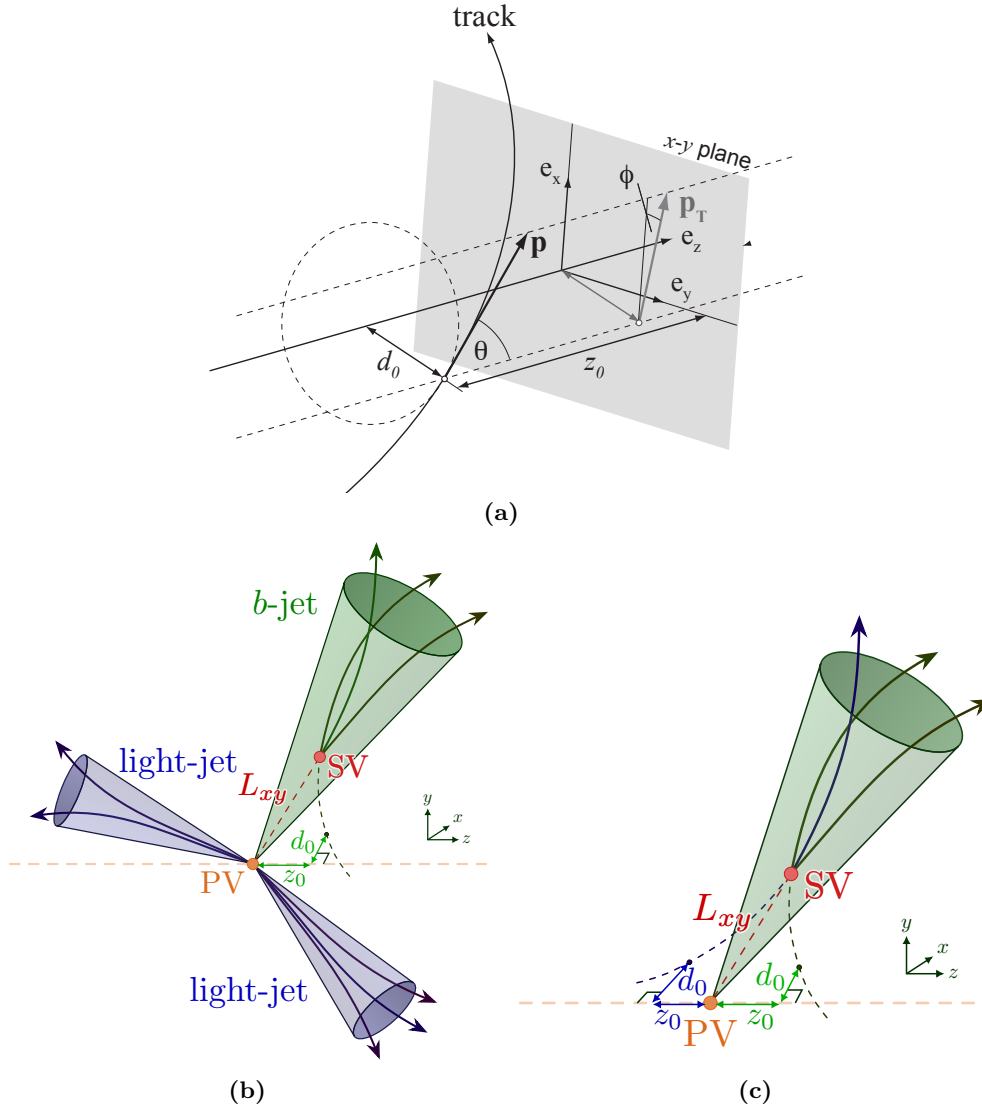 track
x-y plane
e_x
ϕ
p_T
p
e_z
e_y
θ
d_0
z_0
(a)
b-jet
light-jet
SV
L_xy
y
x
z
d_0
z_0
PV
light-jet
(b)
SV
L_xy
y
x
z
d_0
d_0
z_0
z_0
PV
(c)